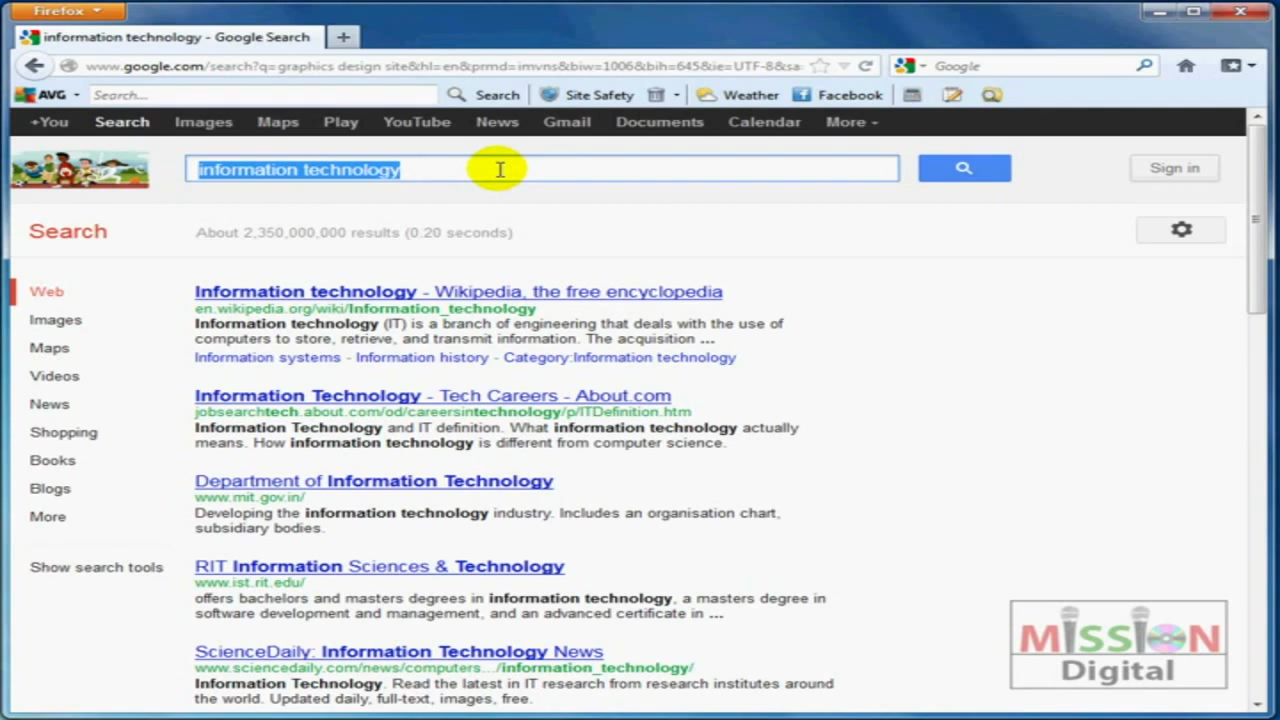 Firefox
information technology - Google Search
www.google.com/search?q=graphics design site&hl=en&prmd=imvns&biw=1006&bih=645&ie=UTF-8&sa=
Google
AVG
Search...
Search
Site Safety
Weather
Facebook
+You Search Images Maps Play YouTube News Gmail Documents Calendar More
information technology
Sign in
Search
About 2,350,000,000 results (0.20 seconds)
Web
Images
Maps
Videos
News
Shopping
Books
Blogs
More
Show search tools
Information technology - Wikipedia, the free encyclopedia
en.wikipedia.org/wiki/Information_technology
Information technology (IT) is a branch of engineering that deals with the use of
computers to store, retrieve, and transmit information. The acquisition ...
Information systems - Information history - Category:Information technology
Information Technology - Tech Careers - About.com
jobsearchtech.about.com/od/careersintechnology/p/ITDefinition.htm
Information Technology and IT definition. What information technology actually
means. How information technology is different from computer science.
Department of Information Technology
www.mit.gov.in/
Developing the information technology industry. Includes an organisation chart,
subsidiary bodies.
RIT Information Sciences & Technology
www.ist.rit.edu/
offers bachelors and masters degrees in information technology, a masters degree in
software development and management, and an advanced certificate in ...
ScienceDaily: Information Technology News
www.sciencedaily.com/news/computers.../information_technology/
Information Technology. Read the latest in IT research from research institutes around
the world. Updated daily, full-text, images, free.
MISSION
Digital